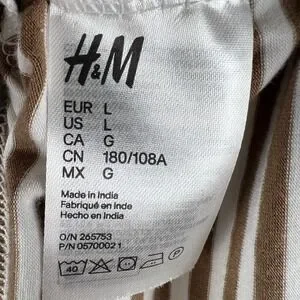 H&M
EUR L
US L
CA G
CN 180/108A
MX G
Made in India
Fabriqué en Inde
Hecho en India
O/N 265753
P/N 05700021
40